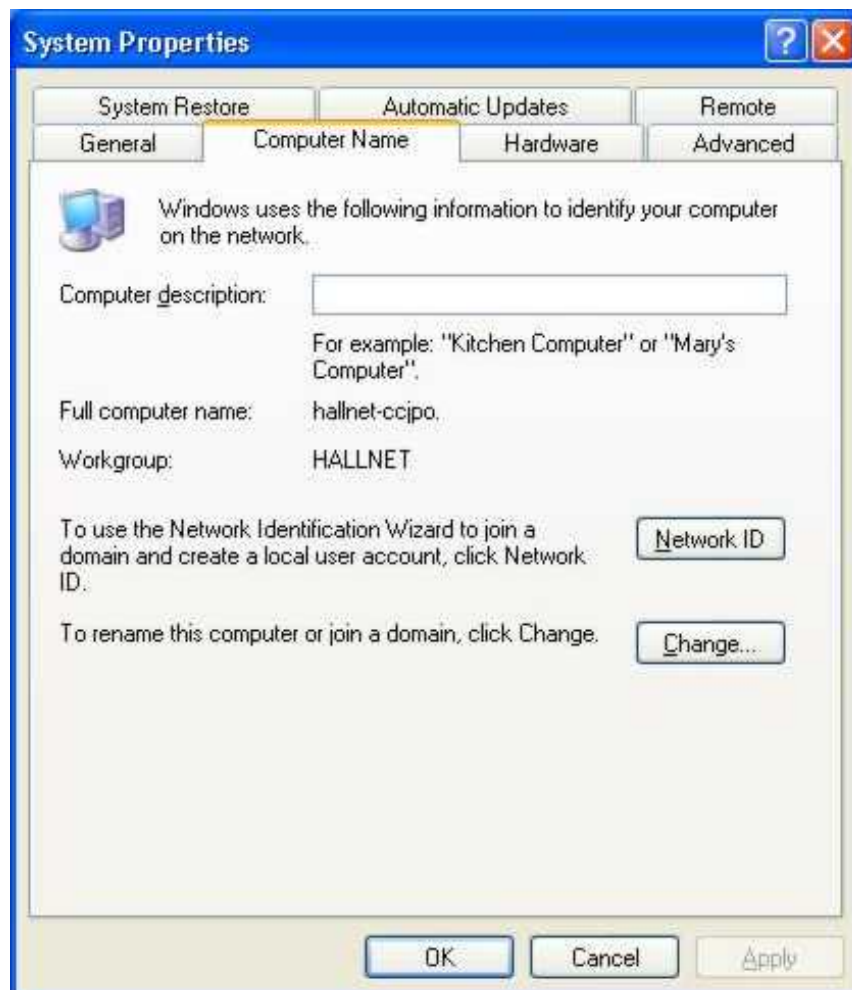 System Properties
System Restore Automatic Updates Remote
General Computer Name Hardware Advanced
Windows uses the following information to identify your computer
on the network.
Computer description:
For example: "Kitchen Computer" or "Mary's
Computer".
Full computer name: hallnet-ccjpo.
Workgroup: HALLNET
To use the Network Identification Wizard to join a
domain and create a local user account, click Network
ID.
Network ID
To rename this computer or join a domain, click Change.
Change...
OK Cancel Apply